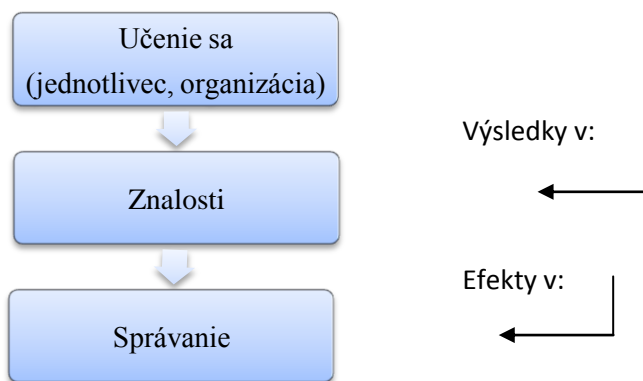 Učenie sa
(jednotlivec, organizácia)
Výsledky v:
Znalosti
Efekty v:
Správanie